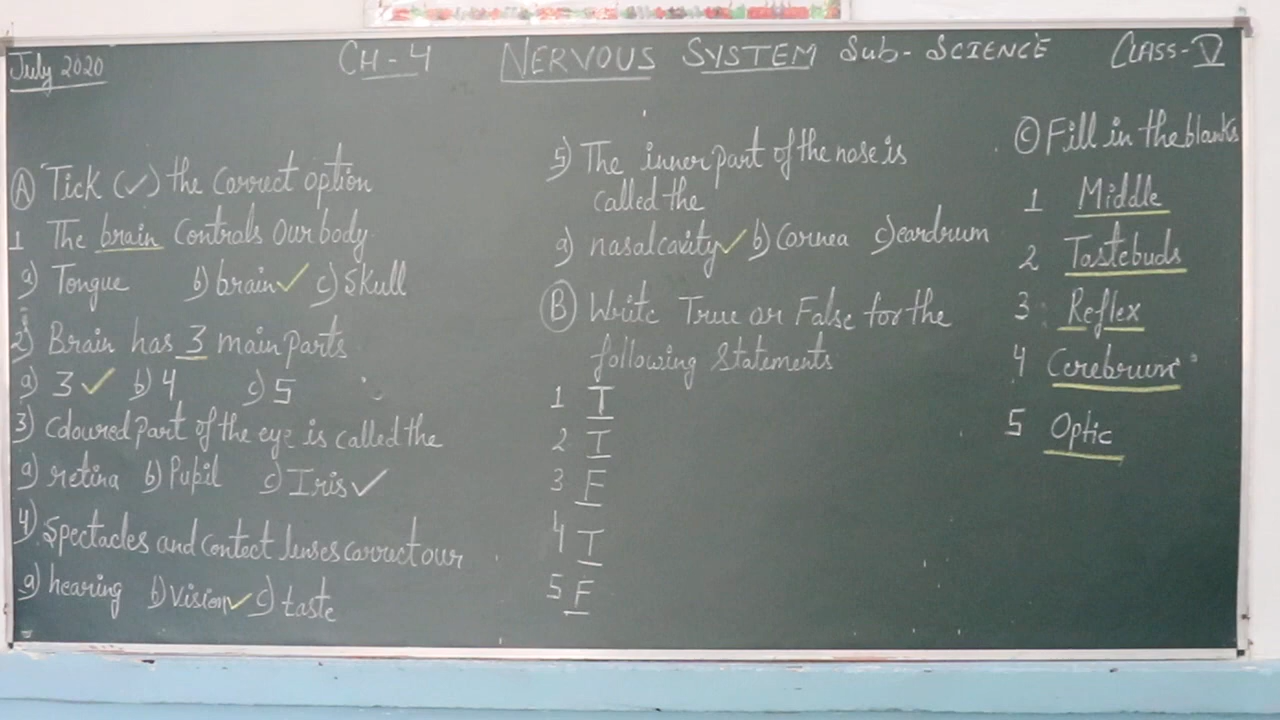 July 2020
CH-4 NERVOUS SYSTEM Sub-SCIENCE CLASS-V
(A) Tick (✓) the Correct option
1 The brain Controls Our body
a) Tongue b) brain✓ c) Skull
2) Brain has 3 main parts
a) 3 ✓ b) 4 c) 5
3) Coloured part of the eye is called the
a) retina b) Pupil c) Iris ✓
4) Spectacles and contect lenses carrect our
a) hearing b) vision✓ c) taste
5) The inner part of the nose is
called the
a) nasal cavity✓ b) Cornea c) eardrum
(B) Write True or False for the
following Statements
1 T
2 T
3 F
4 T
5 F
(C) Fill in the blanks
1 Middle
2 Tastebuds
3 Reflex
4 Cerebrum
5 Optic